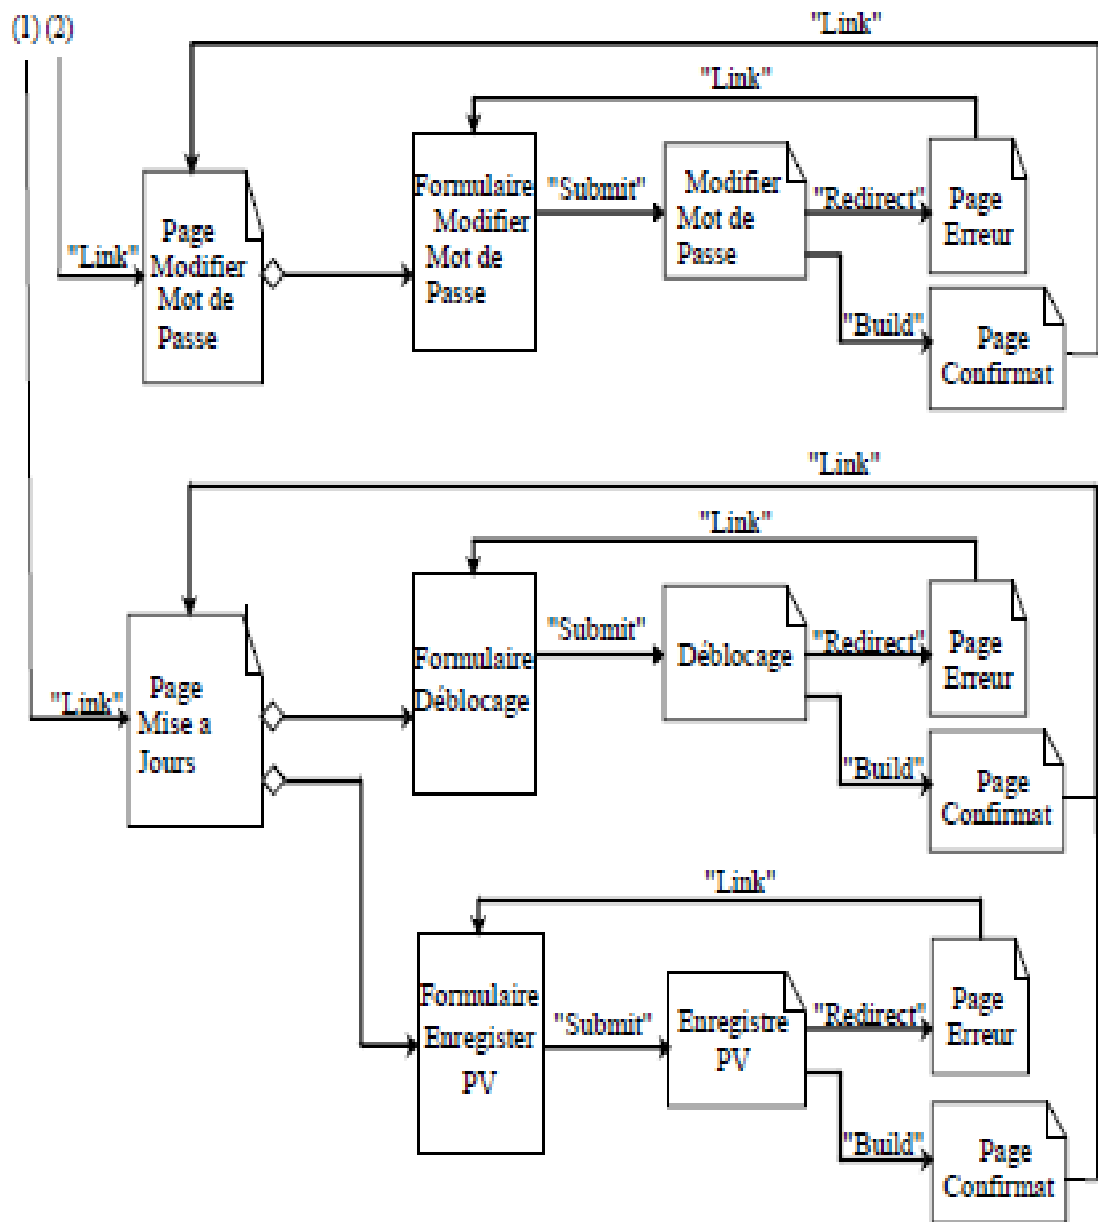 (1) (2)
"Link"
"Link"
Formulaire
Modifier
Mot de
Passe
"Submit"
Modifier
Mot de
Passe
"Redirect"
Page
Erreur
"Link"
Page
Modifier
Mot de
Passe
"Build"
Page
Confirmat
"Link"
"Link"
"Submit"
Formulaire
Déblocage
Déblocage
"Redirect"
Page
Erreur
"Link"
Page
Mise a
Jours
"Build"
Page
Confirmat
"Link"
Formulaire
Enregister
PV
"Submit"
Enregistre
PV
"Redirect"
Page
Erreur
"Build"
Page
Confirmat